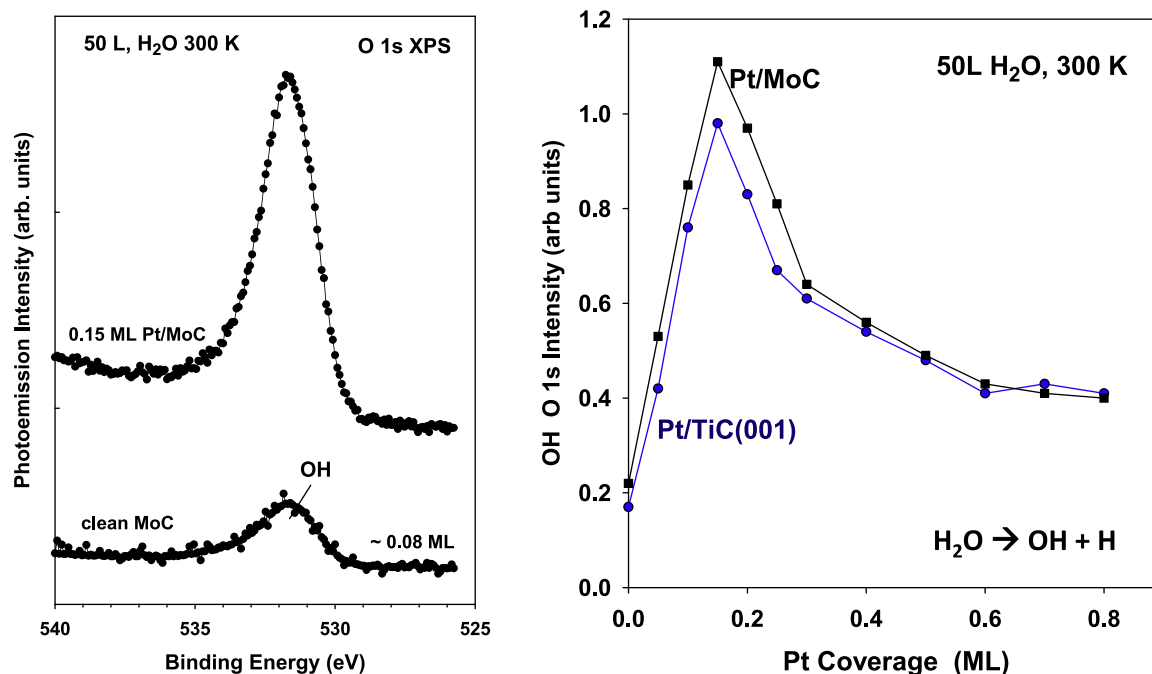 50 L, H₂O 300 K
O 1s XPS
Photoemission Intensity (arb. units)
0.15 ML Pt/MoC
OH
clean MoC
~ 0.08 ML
540
535
530
525
Binding Energy (eV)
1.2
1.0
0.8
0.6
0.4
0.2
0.0
OH O 1s Intensity (arb units)
50L H₂O, 300 K
Pt/MoC
Pt/TiC(001)
H₂O → OH + H
0.0
0.2
0.4
0.6
0.8
Pt Coverage (ML)